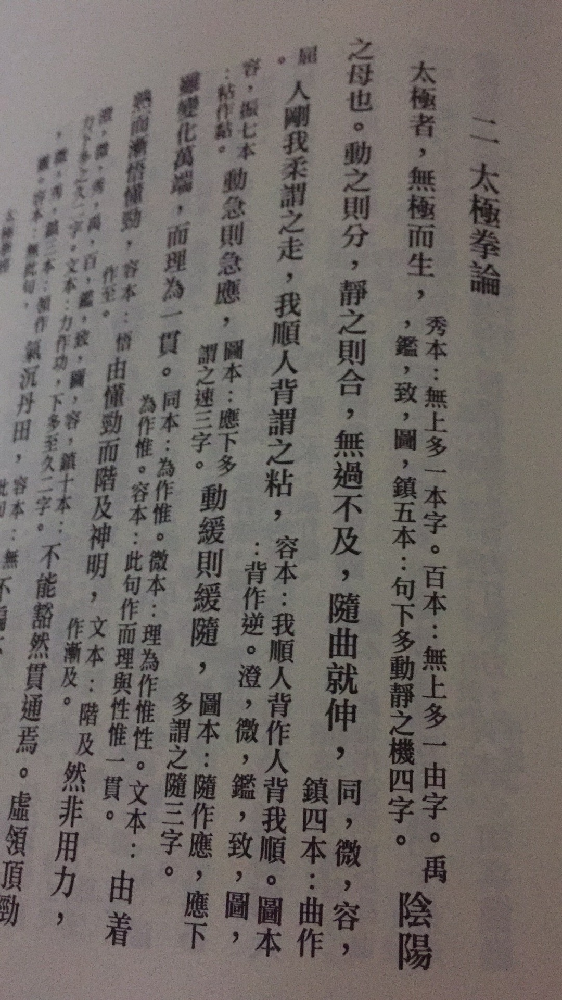 二 太極拳論
太極者，無極而生，
秀本：無上多一本字。百本：無上多一由字。禹
，鑑，致，圖，鎮五本：句下多動靜之機四字。
陰陽
之母也。動之則分，靜之則合，無過不及，隨曲就伸，
同，微，容，
鎮四本：曲作
屈
。
人剛我柔謂之走，我順人背謂之粘，
容本：我順人背作人背我順。圖本
：背作逆。澄，微，鑑，致，圖，
容，振七本
：粘作黏。
動急則急應，
圖本：應下多
謂之速三字。
動緩則緩隨，
圖本：隨作應，應下
多謂之隨三字。
雖變化萬端，而理為一貫。
同本：為作惟。微本：理為作惟性。文本：
為作惟。容本：此句作而理與性惟一貫。
由着
熟而漸悟懂勁，
容本：悟
作至。
由懂勁而階及神明，
文本：階及
作漸及。
然非用力，
澄，微，秀，禹，百，鑑，致，圖，容，鎮十本：
力下多之久二字。文本：力作功，下多至久二字。
不能豁然貫通焉。虛領頂勁
，微，秀，鎮三本：領作
容本：無此句，
氣沉丹田，
容本：無